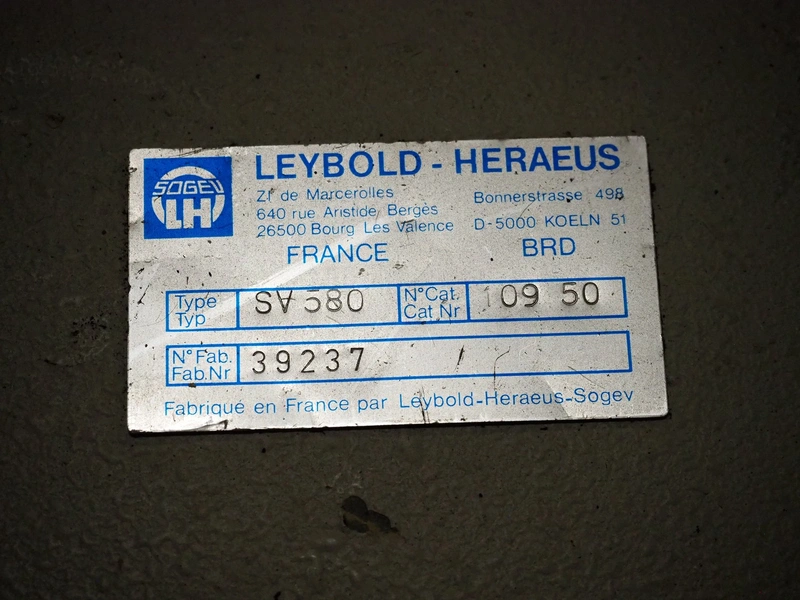 SOGEV
LH
LEYBOLD - HERAEUS
ZI de Marcerolles
640 rue Aristide Bergès
26500 Bourg Les Valence
FRANCE
Bonnerstrasse 498
D-5000 KOELN 51
BRD
Type
Typ
SV 580
N°Cat.
Cat.Nr
109 50
N°Fab.
Fab.Nr
39237
Fabriqué en France par Leybold-Heraeus-Sogev